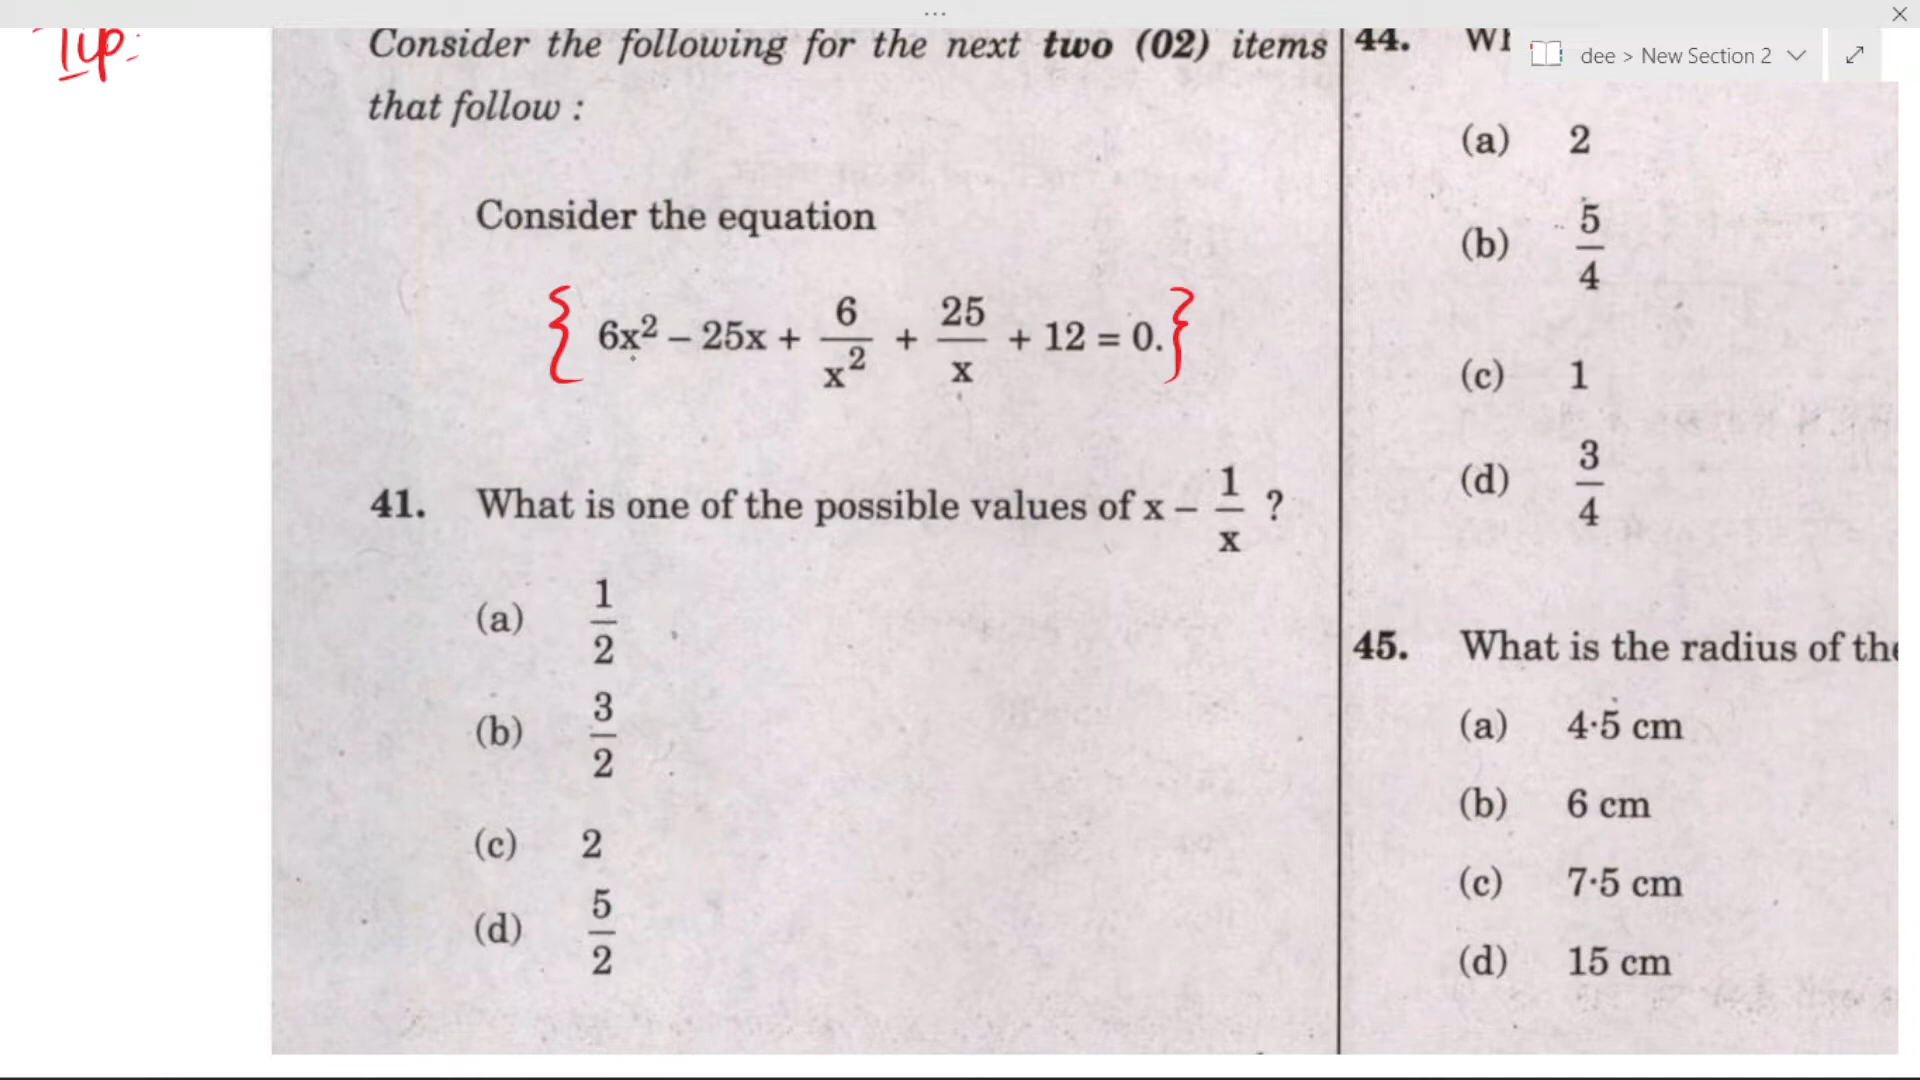 Tip:
dee > New Section 2
Consider the following for the next two (02) items
that follow :
Consider the equation
{ 6x² – 25x + 6/x² + 25/x + 12 = 0. }
41. What is one of the possible values of x – 1/x ?
(a) 1/2
(b) 3/2
(c) 2
(d) 5/2
44.
(a) 2
(b) 5/4
(c) 1
(d) 3/4
45. What is the radius of the
(a) 4·5 cm
(b) 6 cm
(c) 7·5 cm
(d) 15 cm